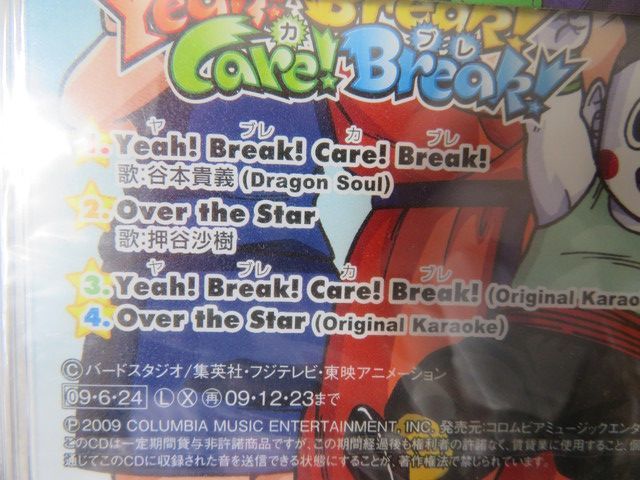 Yeah! Break!
カ ブレ
Care! Break!
ヤ ブレ カ ブレ
1. Yeah! Break! Care! Break!
歌:谷本貴義 (Dragon Soul)
2. Over the Star
歌:押谷沙樹
ヤ ブレ カ ブレ
3. Yeah! Break! Care! Break! (Original Karao
4. Over the Star (Original Karaoke)
Ⓒバードスタジオ/集英社・フジテレビ・東映アニメーション
09・6・24 Ⓛ Ⓧ ㊞09・12・23まで
Ⓟ2009 COLUMBIA MUSIC ENTERTAINMENT, INC. 発売元:コロムビアミュージックエンタ
このCDは一定期間貸与非許諾商品ですが、この期間経過後も権利者の許諾なく、賃貸業に使用すること、個
通じてこのCDに収録された音を送信できる状態にすることが、著作権法で禁じられています。